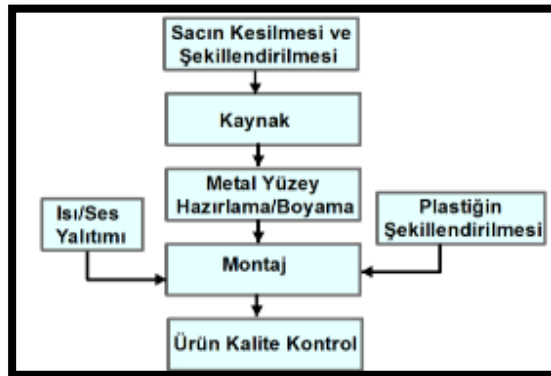 Sacın Kesilmesi ve
Şekillendirilmesi
Kaynak
Metal Yüzey
Hazırlama/Boyama
Isı/Ses
Yalıtımı
Plastiğin
Şekillendirilmesi
Montaj
Ürün Kalite Kontrol